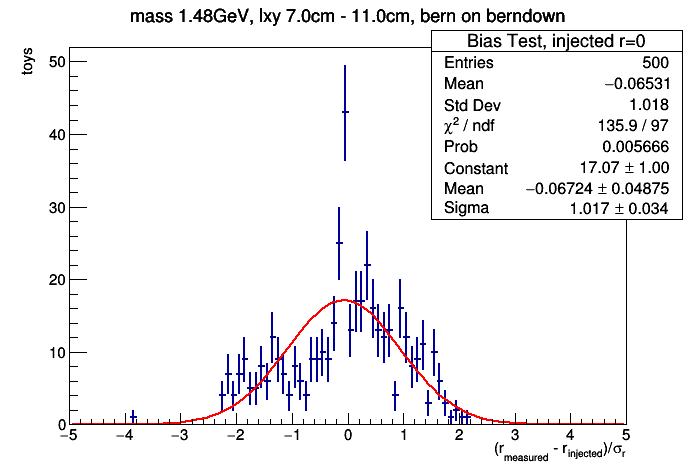 mass 1.48GeV, lxy 7.0cm - 11.0cm, bern on berndown
Bias Test, injected r=0
Entries 500
Mean −0.06531
Std Dev 1.018
χ² / ndf 135.9 / 97
Prob 0.005666
Constant 17.07 ± 1.00
Mean −0.06724 ± 0.04875
Sigma 1.017 ± 0.034
toys
50
40
30
20
10
0
−5 −4 −3 −2 −1 0 1 2 3 4 5
(r_measured - r_injected)/σ_r